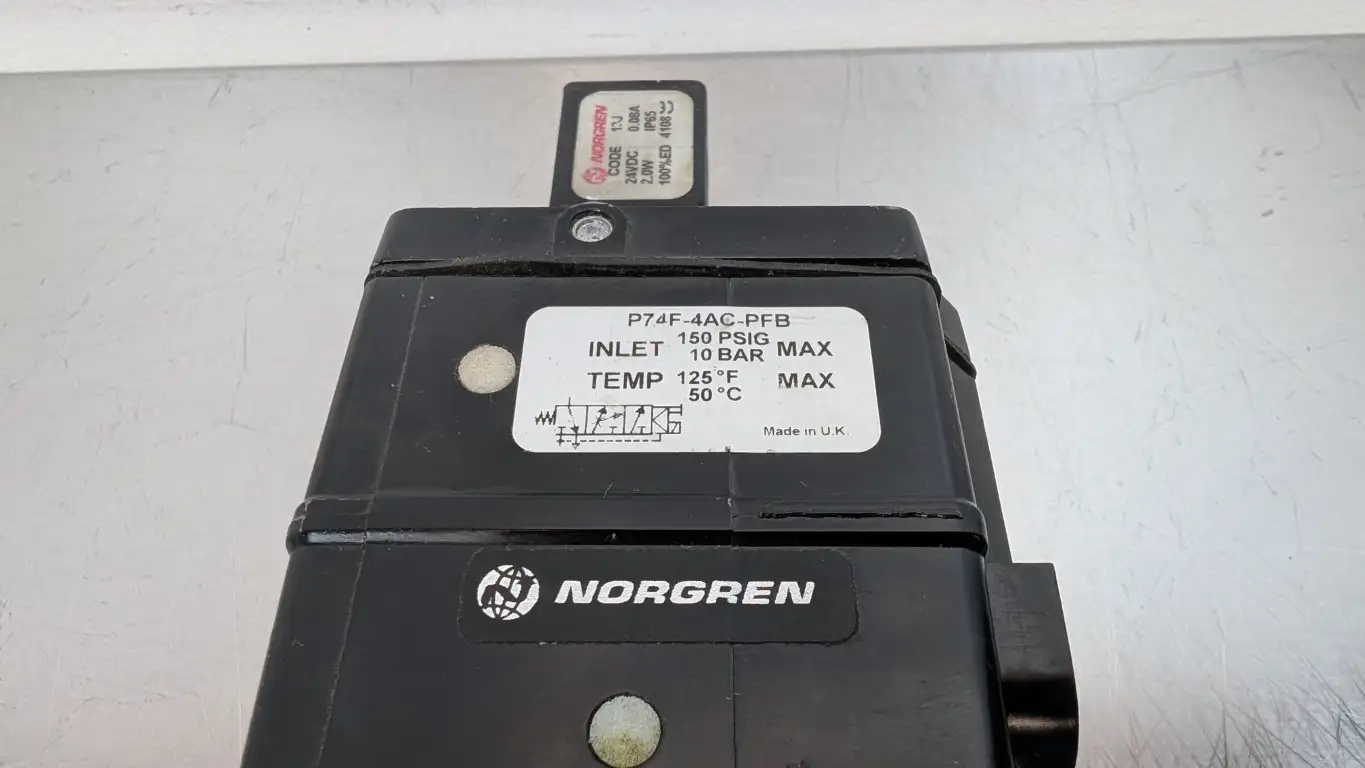 NORGREN
CODE
24VDC 0.08A
2.0W IP65
100%ED 4108
P74F-4AC-PFB
INLET 150 PSIG MAX
10 BAR
TEMP 125 °F MAX
50 °C
Made in U.K.
NORGREN